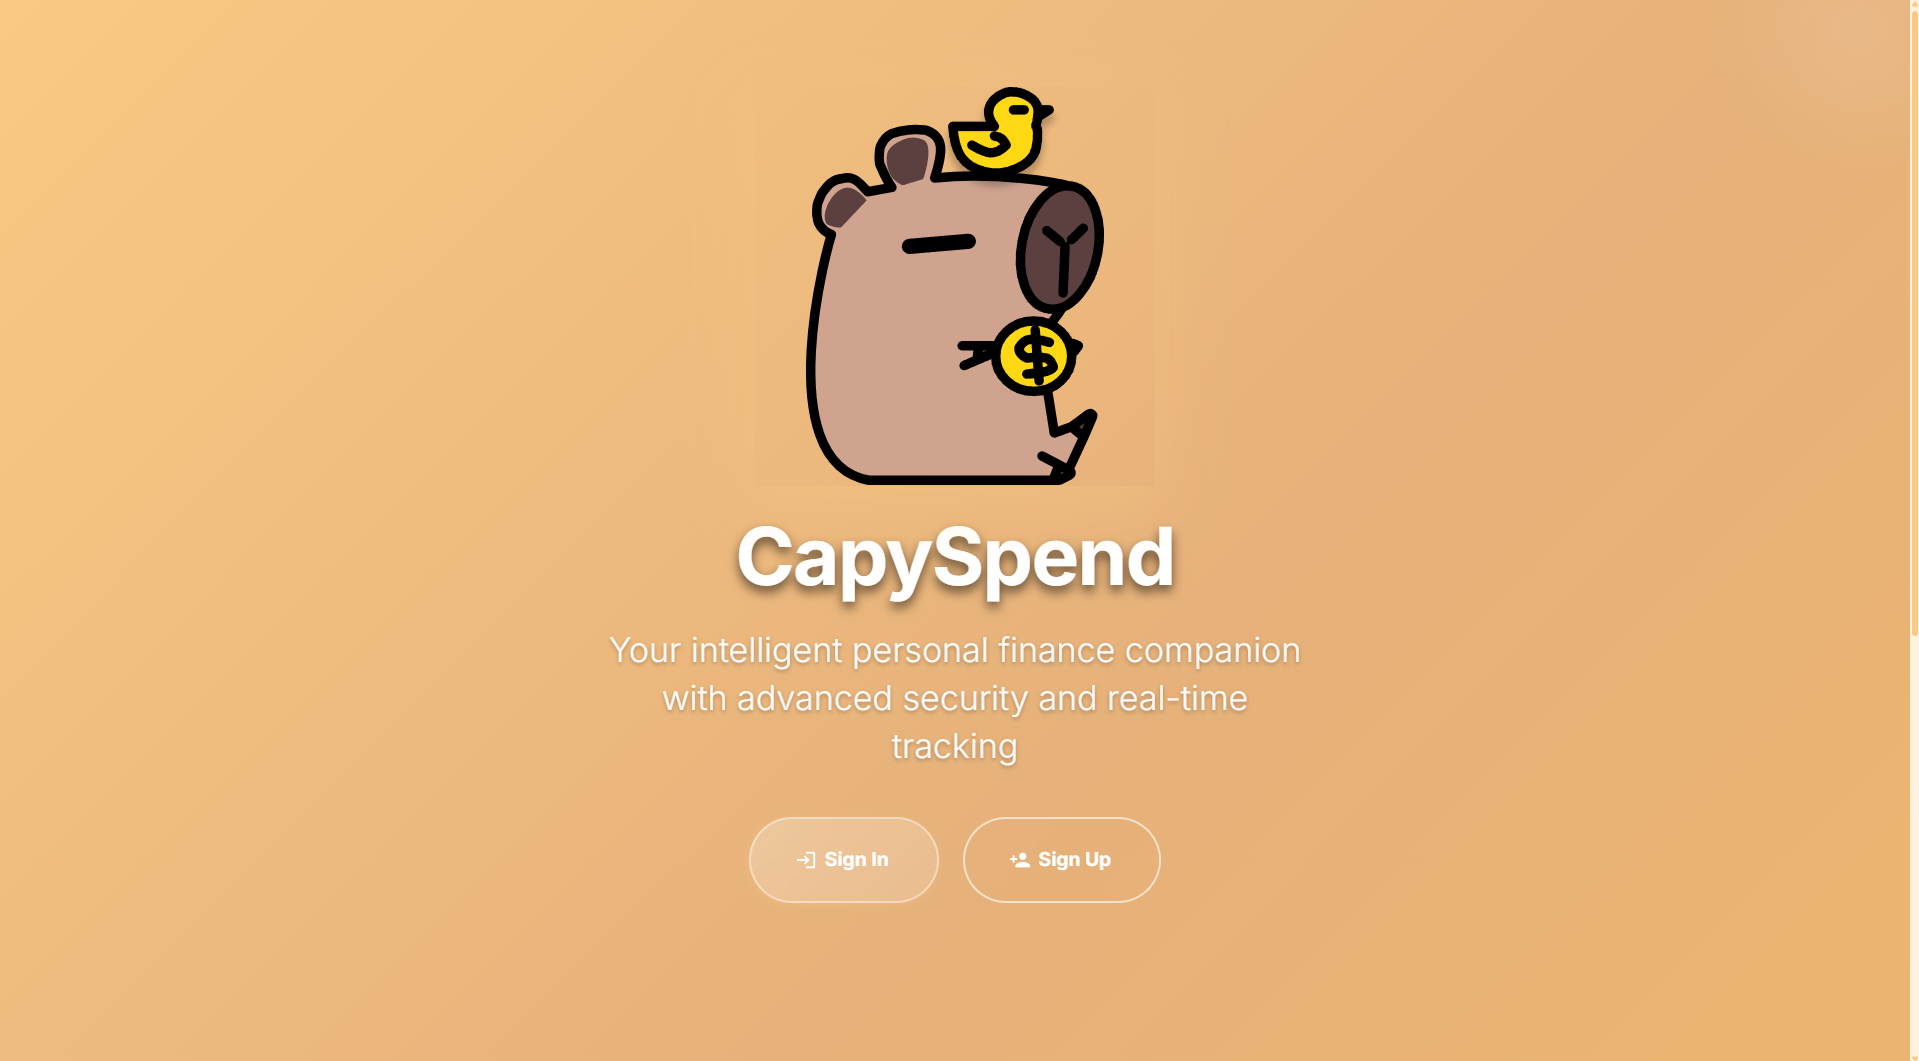 $
CapySpend
Your intelligent personal finance companion
with advanced security and real-time
tracking
Sign In
Sign Up